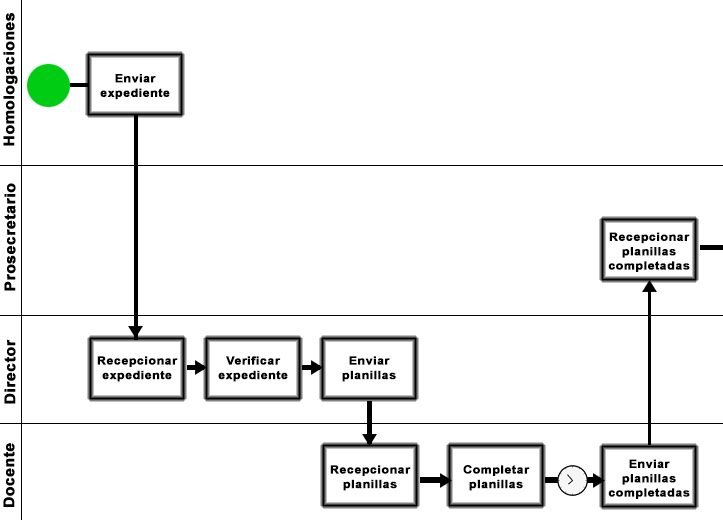 Homologaciones
Enviar
expediente
Prosecretario
Recepcionar
planillas
completadas
Director
Recepcionar
expediente
Verificar
expediente
Enviar
planillas
Docente
Recepcionar
planillas
Completar
planillas
Enviar
planillas
completadas